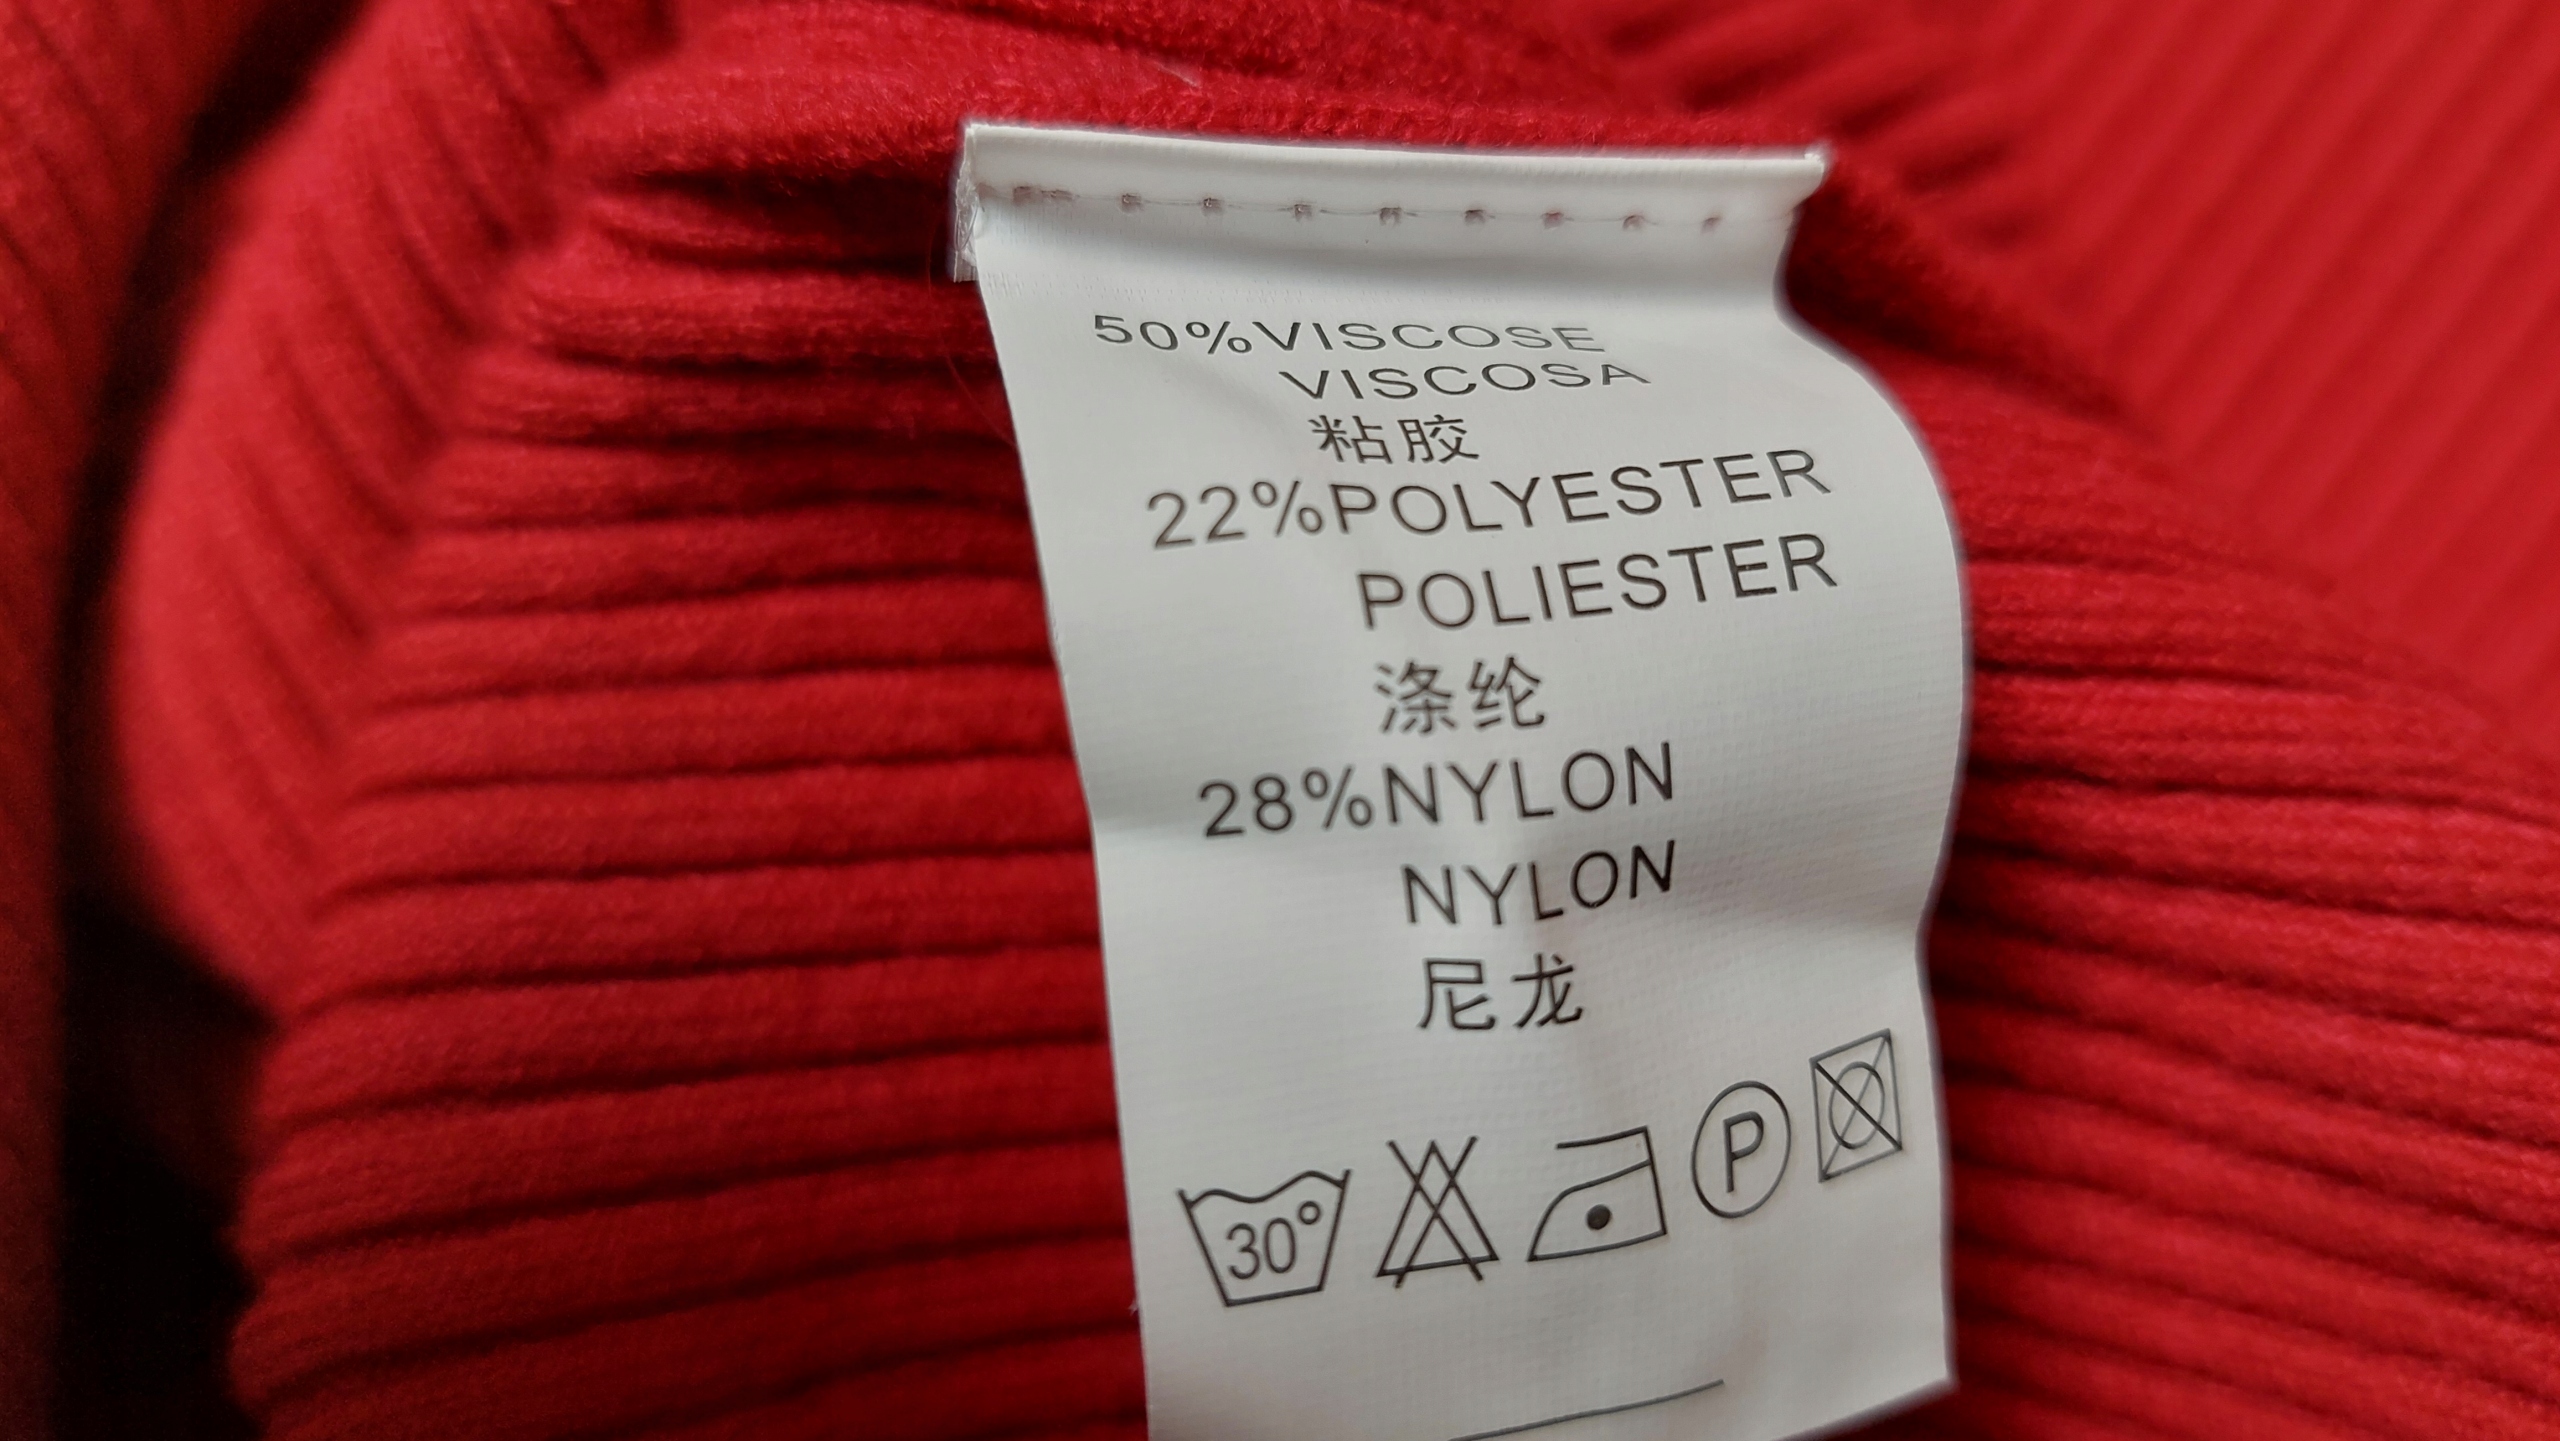 50%VISCOSE
VISCOSA
粘胶
22%POLYESTER
POLIESTER
涤纶
28%NYLON
NYLON
尼龙
30° P